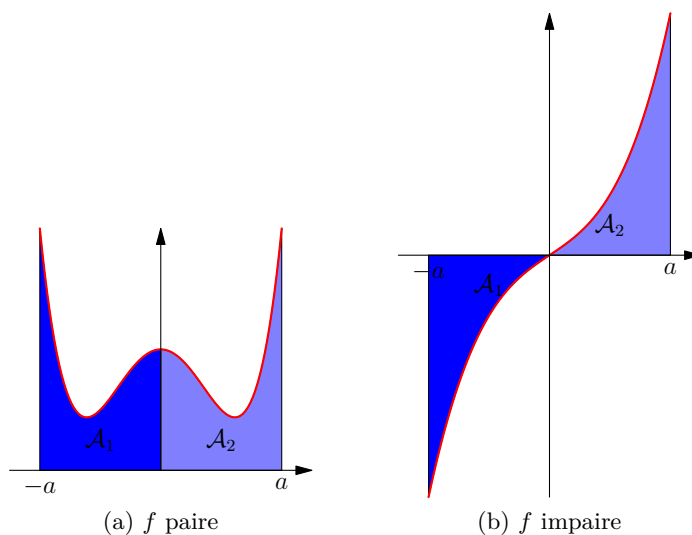 𝒜₁ 𝒜₂
−a a
(a) f paire
𝒜₂
−a a
𝒜₁
(b) f impaire